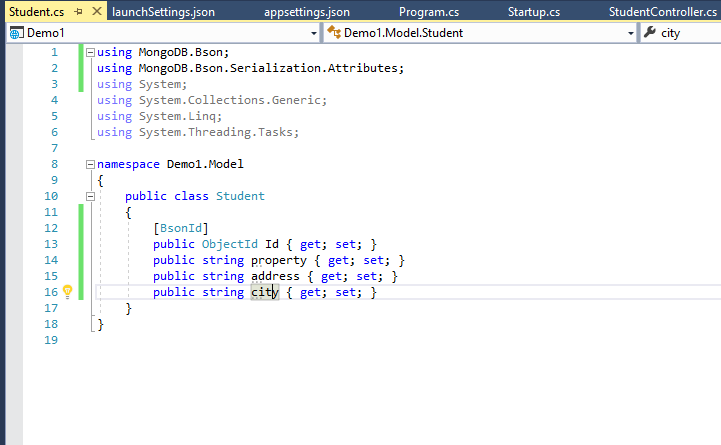 Student.cs launchSettings.json appsettings.json Program.cs Startup.cs StudentController.cs
Demo1 Demo1.Model.Student city
1 using MongoDB.Bson;
2 using MongoDB.Bson.Serialization.Attributes;
3 using System;
4 using System.Collections.Generic;
5 using System.Linq;
6 using System.Threading.Tasks;
7
8 namespace Demo1.Model
9 {
10 public class Student
11 {
12 [BsonId]
13 public ObjectId Id { get; set; }
14 public string property { get; set; }
15 public string address { get; set; }
16 public string city { get; set; }
17 }
18 }
19